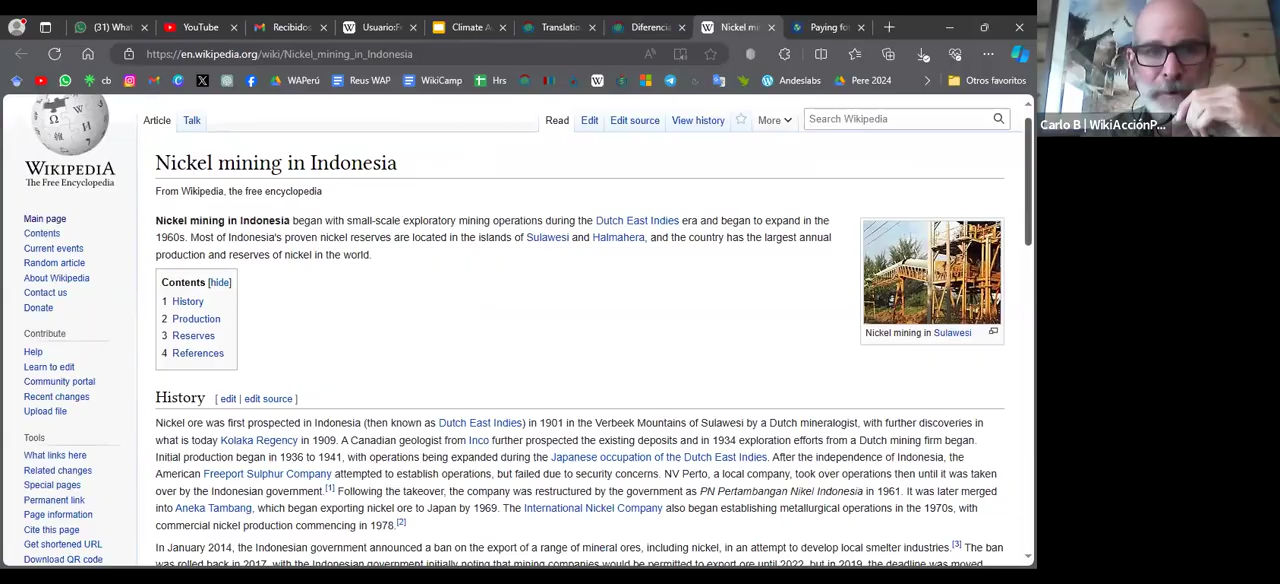 (31) What
YouTube
Recibidos
Usuario:F
Climate A
Translatio
Diferencia
Nickel mi
Paying fo
https://en.wikipedia.org/wiki/Nickel_mining_in_Indonesia
cb
WAPerú
Reus WAP
WikiCamp
Hrs
Andeslabs
Pere 2024
Otros favoritos
Carlo B | WikiAcciónP...
WIKIPEDIA
The Free Encyclopedia
Article Talk
Read Edit Edit source View history More
Search Wikipedia
Nickel mining in Indonesia
From Wikipedia, the free encyclopedia
Main page
Contents
Current events
Random article
About Wikipedia
Contact us
Donate
Contribute
Help
Learn to edit
Community portal
Recent changes
Upload file
Tools
What links here
Related changes
Special pages
Permanent link
Page information
Cite this page
Get shortened URL
Download QR code
Nickel mining in Indonesia began with small-scale exploratory mining operations during the Dutch East Indies era and began to expand in the
1960s. Most of Indonesia's proven nickel reserves are located in the islands of Sulawesi and Halmahera, and the country has the largest annual
production and reserves of nickel in the world.
Nickel mining in Sulawesi
Contents [hide]
1 History
2 Production
3 Reserves
4 References
History [ edit | edit source ]
Nickel ore was first prospected in Indonesia (then known as Dutch East Indies) in 1901 in the Verbeek Mountains of Sulawesi by a Dutch mineralogist, with further discoveries in
what is today Kolaka Regency in 1909. A Canadian geologist from Inco further prospected the existing deposits and in 1934 exploration efforts from a Dutch mining firm began.
Initial production began in 1936 to 1941, with operations being expanded during the Japanese occupation of the Dutch East Indies. After the independence of Indonesia, the
American Freeport Sulphur Company attempted to establish operations, but failed due to security concerns. NV Perto, a local company, took over operations then until it was taken
over by the Indonesian government.[1] Following the takeover, the company was restructured by the government as PN Pertambangan Nikel Indonesia in 1961. It was later merged
into Aneka Tambang, which began exporting nickel ore to Japan by 1969. The International Nickel Company also began establishing metallurgical operations in the 1970s, with
commercial nickel production commencing in 1978.[2]
In January 2014, the Indonesian government announced a ban on the export of a range of mineral ores, including nickel, in an attempt to develop local smelter industries.[3] The ban
was rolled back in 2017, with the Indonesian government initially noting that mining companies would be permitted to export ore until 2022, but in 2019, the deadline was moved